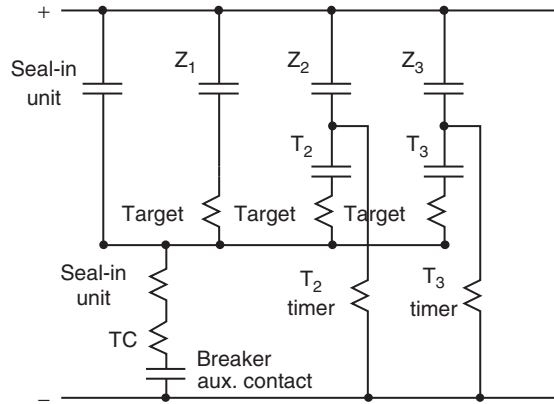 +
Seal-in
unit
Z1
Z2
Z3
T2
T3
Target
Target
Target
Seal-in
unit
T2
timer
T3
timer
TC
Breaker
aux. contact
–